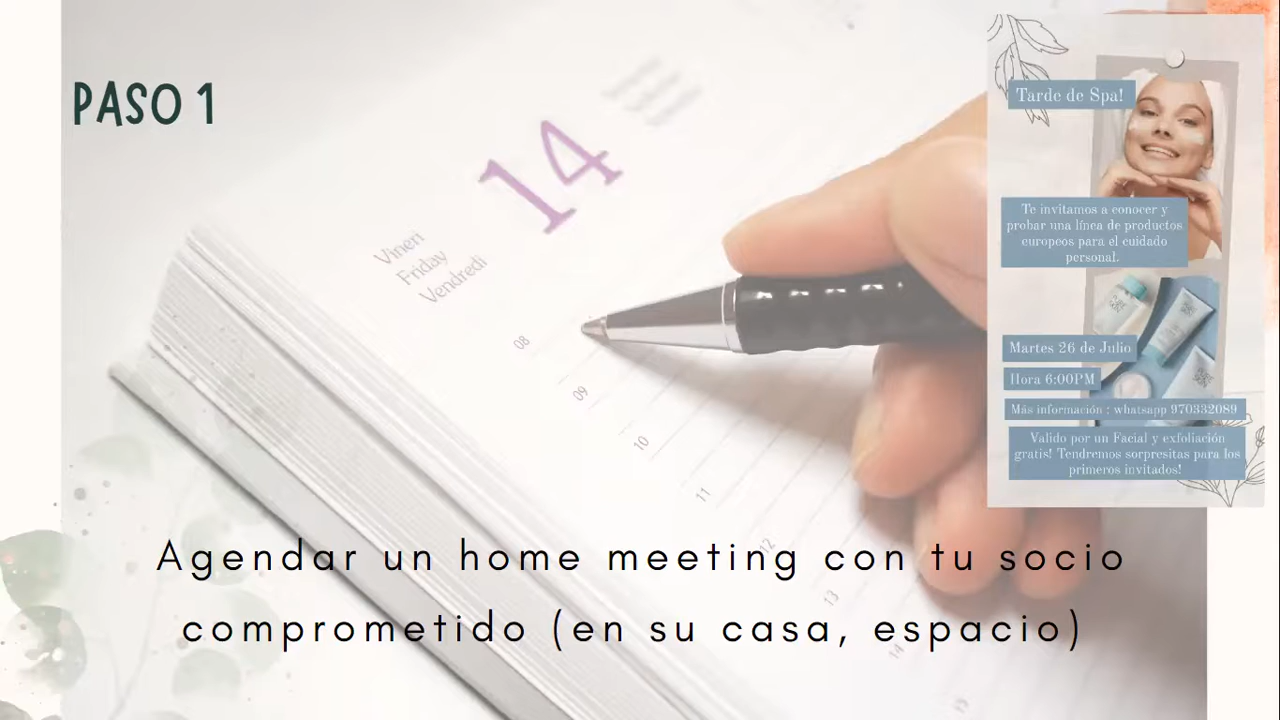 PASO 1
14
Vineri
Friday
Vendredi
08
09
10
11
12
13
14
Agendar un home meeting con tu socio
comprometido (en su casa, espacio)
Tarde de Spa!
Te invitamos a conocer y
probar una línea de productos
europeos para el cuidado
personal.
Martes 26 de Julio
Hora 6:00PM
Más información : whatsapp 970332089
Valido por un Facial y exfoliación
gratis! Tendremos sorpresitas para los
primeros invitados!